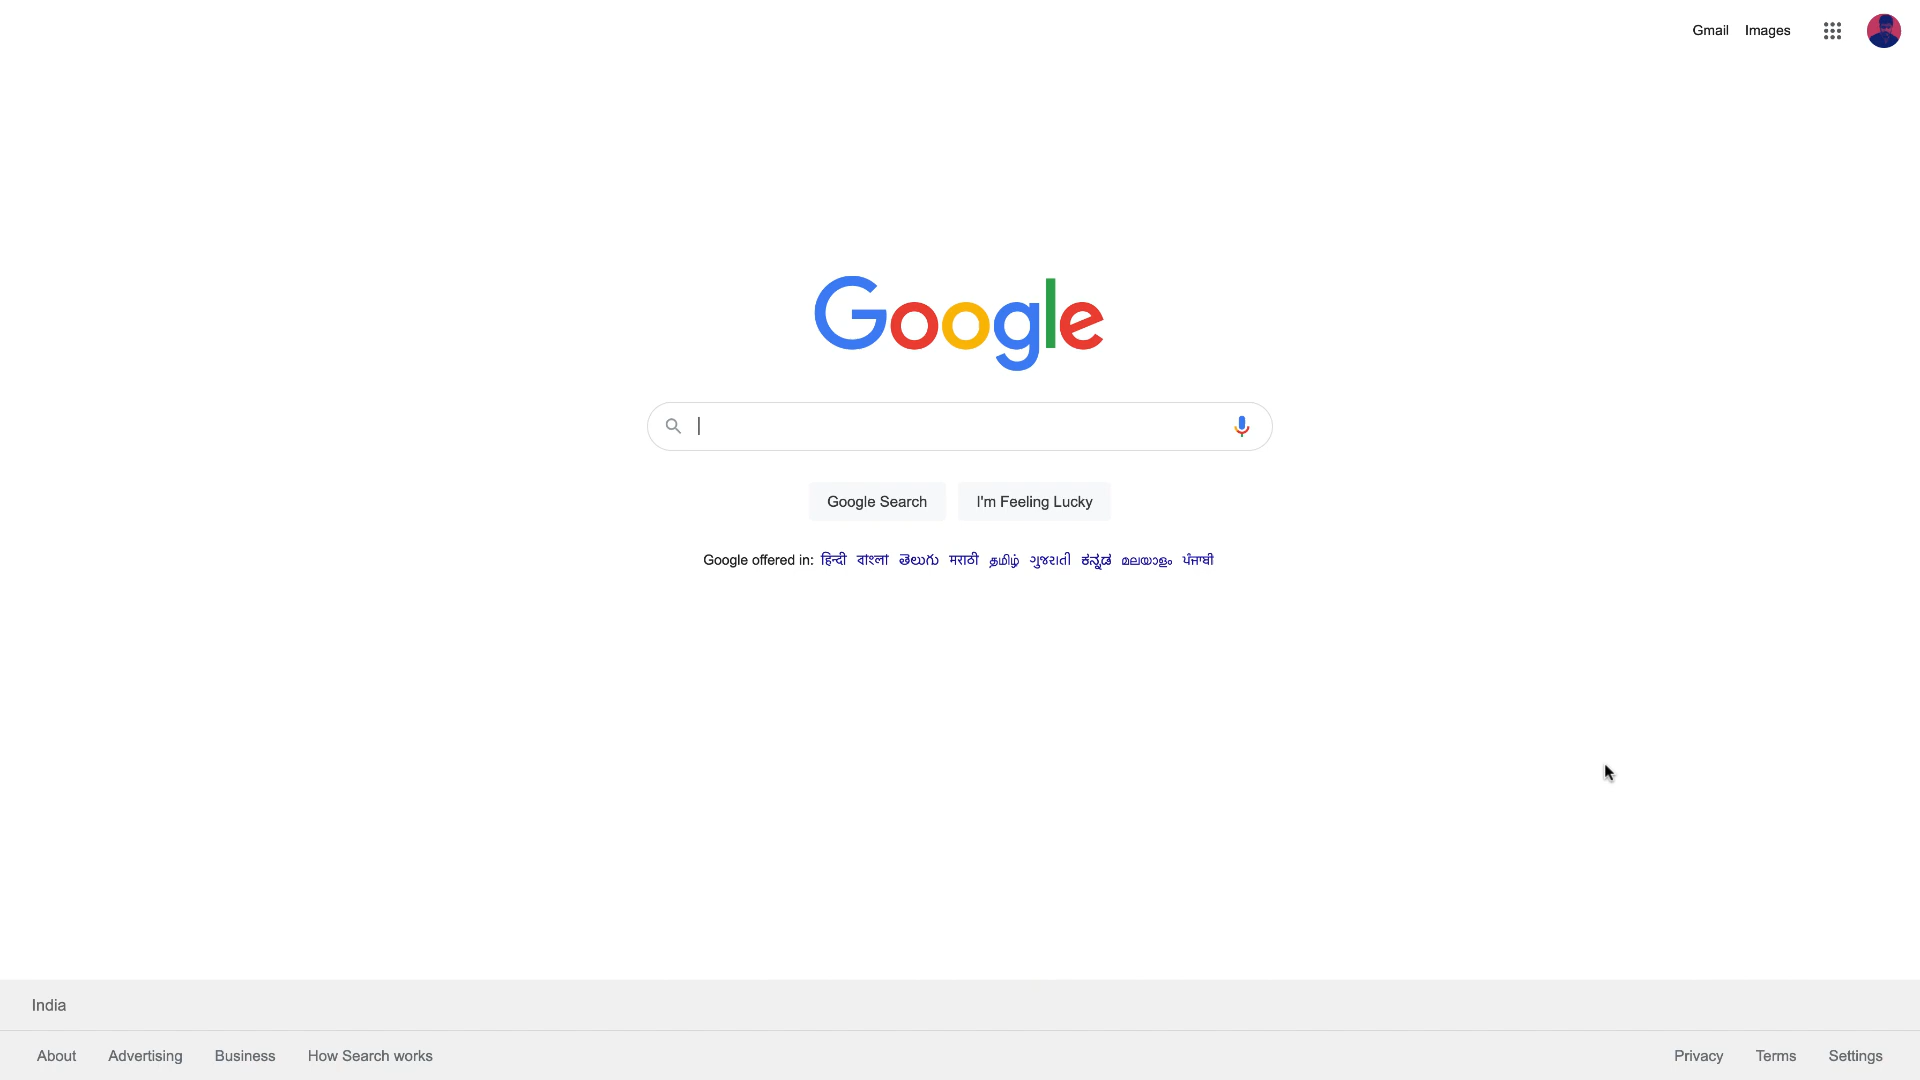 Gmail Images
Google
Google Search I'm Feeling Lucky
Google offered in: हिन्दी বাংলা తెలుగు मराठी தமிழ் ગુજરાતી ಕನ್ನಡ മലയാളം ਪੰਜਾਬੀ
India
About Advertising Business How Search works Privacy Terms Settings